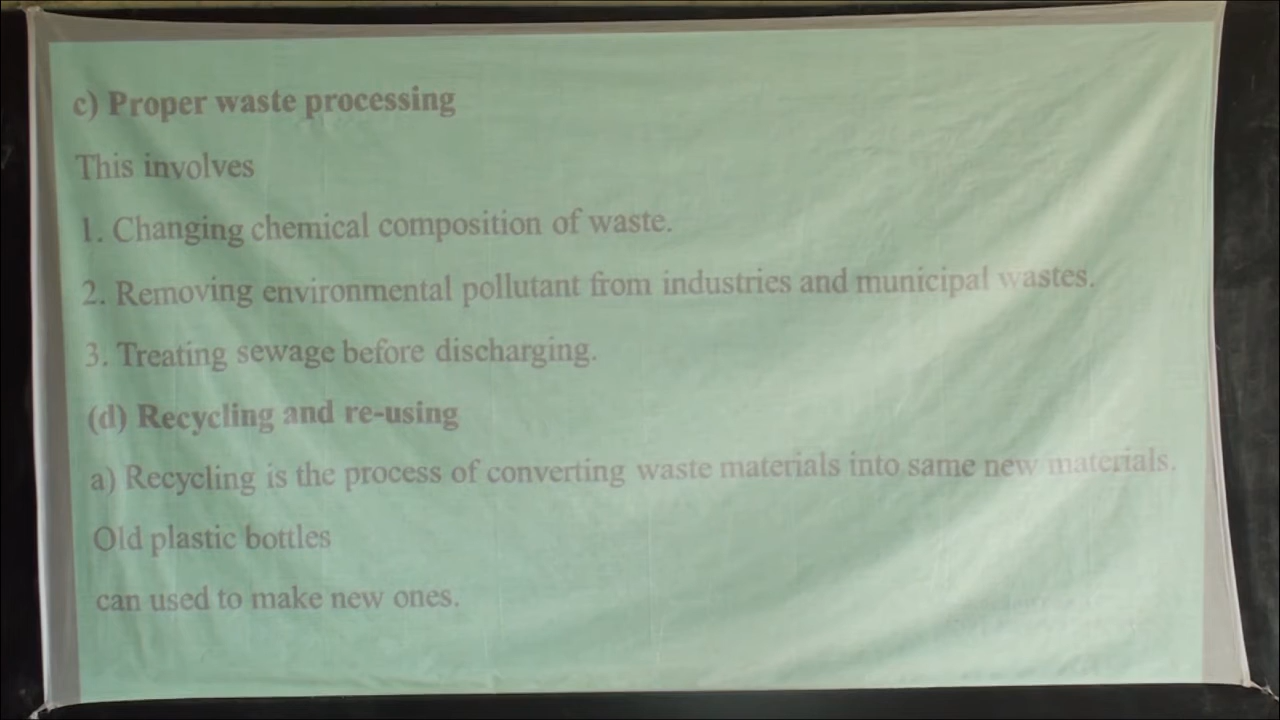 c) Proper waste processing
This involves
1. Changing chemical composition of waste.
2. Removing environmental pollutant from industries and municipal wastes.
3. Treating sewage before discharging.
(d) Recycling and re-using
a) Recycling is the process of converting waste materials into same new materials.
Old plastic bottles
can used to make new ones.